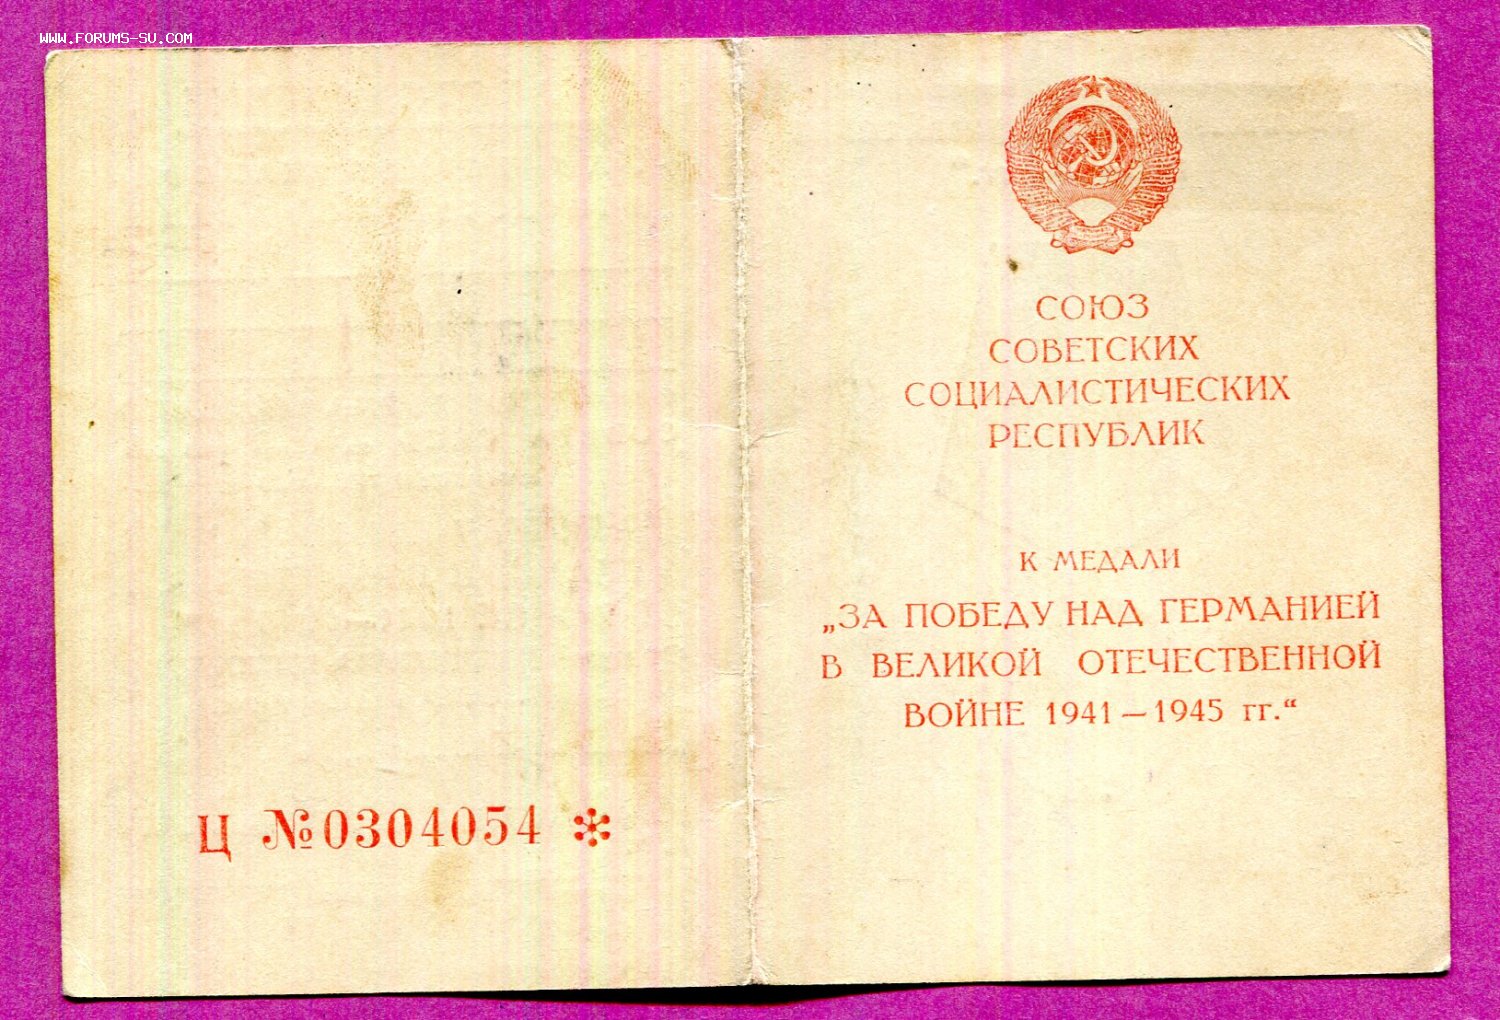 WWW.FORUMS-SU.COM
СОЮЗ
СОВЕТСКИХ
СОЦИАЛИСТИЧЕСКИХ
РЕСПУБЛИК
К МЕДАЛИ
„ЗА ПОБЕДУ НАД ГЕРМАНИЕЙ
В ВЕЛИКОЙ ОТЕЧЕСТВЕННОЙ
ВОЙНЕ 1941—1945 гг.“
Ц №0304054 *